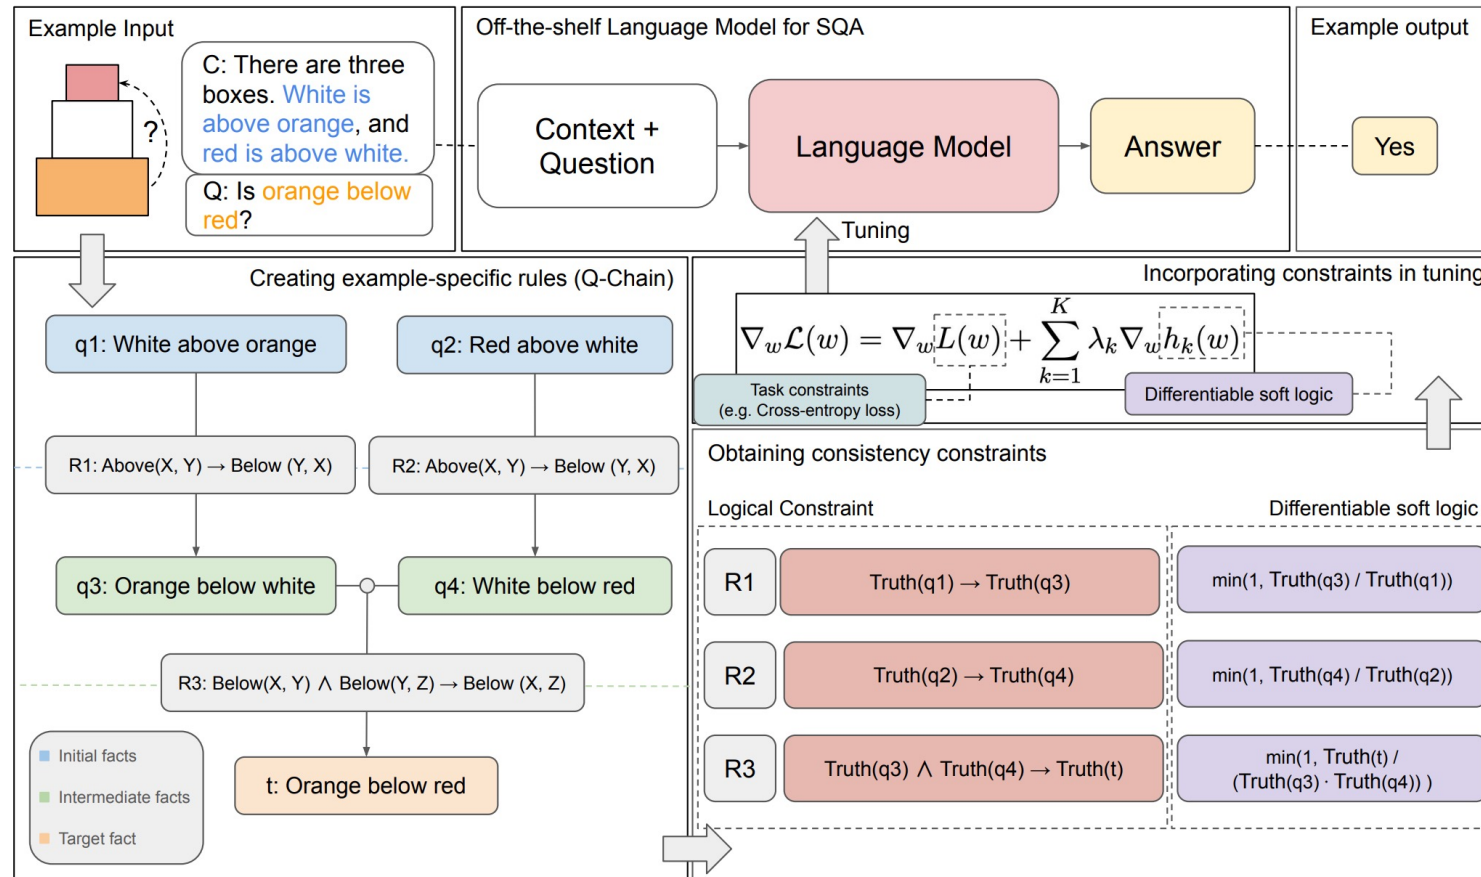 Example Input
C: There are three
boxes. White is
above orange, and
red is above white.
?
Q: Is orange below
red?
Off-the-shelf Language Model for SQA
Context +
Question
Language Model
Answer
Tuning
Example output
Yes
Creating example-specific rules (Q-Chain)
q1: White above orange
q2: Red above white
R1: Above(X, Y) → Below (Y, X)
R2: Above(X, Y) → Below (Y, X)
q3: Orange below white
q4: White below red
R3: Below(X, Y) ∧ Below(Y, Z) → Below (X, Z)
t: Orange below red
Initial facts
Intermediate facts
Target fact
Incorporating constraints in tuning
∇_w ℒ(w) = ∇_w L(w) + ∑_{k=1}^{K} λ_k ∇_w h_k(w)
Task constraints
(e.g. Cross-entropy loss)
Differentiable soft logic
Obtaining consistency constraints
Logical Constraint
Differentiable soft logic
R1
Truth(q1) → Truth(q3)
min(1, Truth(q3) / Truth(q1))
R2
Truth(q2) → Truth(q4)
min(1, Truth(q4) / Truth(q2))
R3
Truth(q3) ∧ Truth(q4) → Truth(t)
min(1, Truth(t) /
(Truth(q3) · Truth(q4)) )